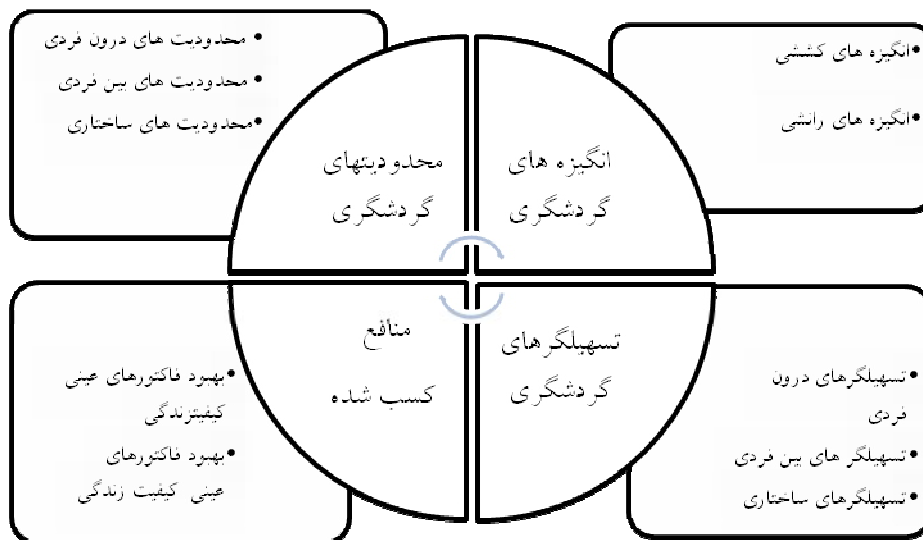 •انگیزه های کششی
•انگیزه های رانشی
انگیزه های
گردشگری
• محدودیت های درون فردی
• محدودیت های بین فردی
•محدودیت های ساختاری
محدودیتهای
گردشگری
•تسهیلگرهای درون
فردی
•تسهیلگر های بین فردی
•تسهیلگرهای ساختاری
تسهیلگرهای
گردشگری
منافع
کسب شده
•بهبود فاکتورهای عینی
کیفیتزندگی
•بهبود فاکتورهای
عینی کیفیت زندگی